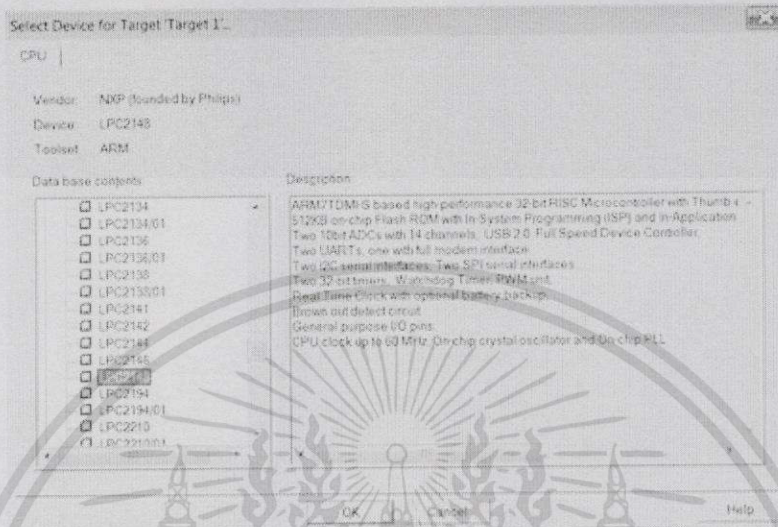 Select Device for Target 'Target 1'...
CPU
Vendor: NXP (founded by Philips)
Device: LPC2148
Toolset: ARM
Data base contents
Description
LPC2134
LPC2134/01
LPC2136
LPC2136/01
LPC2138
LPC2138/01
LPC2141
LPC2142
LPC2144
LPC2146
LPC2194
LPC2194/01
LPC2210
LPC2210/01
ARM7TDMI-S based high-performance 32-bit RISC Microcontroller with Thumb
512KB on-chip Flash ROM with In-System Programming (ISP) and In-Application
Two 10bit ADCs with 14 channels, USB 2.0 Full Speed Device Controller,
Two UARTs, one with full modem interface
Two I2C serial interfaces, Two SPI serial interfaces
Two 32-bit timers, Watchdog Timer, PWM unit,
Real Time Clock with optional battery backup,
Brown out detect circuit
General purpose I/O pins.
CPU clock up to 60 MHz, On-chip crystal oscillator and On-chip PLL
OK
Cancel
Help